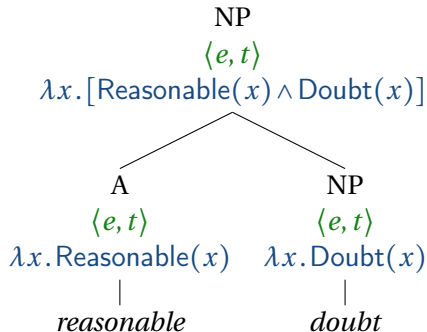 NP
⟨e, t⟩
λx.[Reasonable(x) ∧ Doubt(x)]
A NP
⟨e, t⟩ ⟨e, t⟩
λx.Reasonable(x) λx.Doubt(x)
reasonable doubt